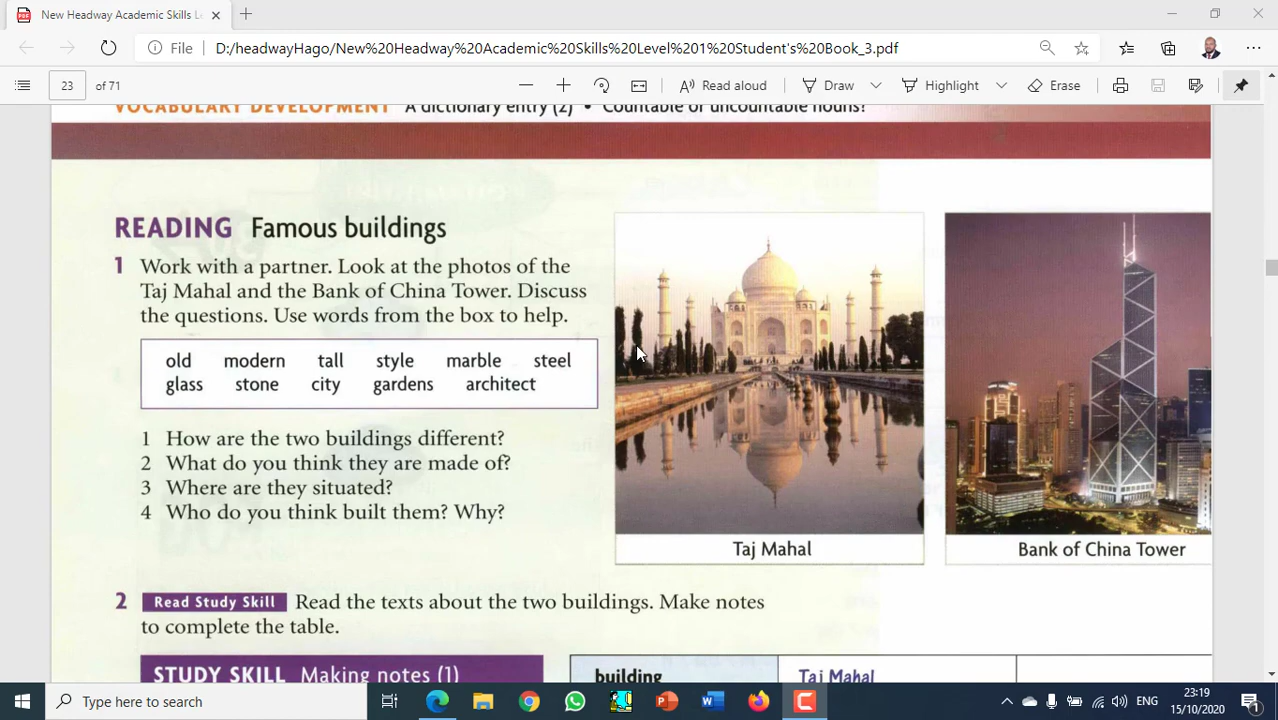 New Headway Academic Skills Le
File D:/headwayHago/New%20Headway%20Academic%20Skills%20Level%201%20Student's%20Book_3.pdf
23 of 71 Read aloud Draw Highlight Erase
VOCABULARY DEVELOPMENT A dictionary entry (2) • Countable or uncountable nouns?
READING Famous buildings
1 Work with a partner. Look at the photos of the
Taj Mahal and the Bank of China Tower. Discuss
the questions. Use words from the box to help.
old modern tall style marble steel
glass stone city gardens architect
1 How are the two buildings different?
2 What do you think they are made of?
3 Where are they situated?
4 Who do you think built them? Why?
Taj Mahal
Bank of China Tower
2 Read Study Skill Read the texts about the two buildings. Make notes
to complete the table.
STUDY SKILL Making notes (1)
building Taj Mahal
Type here to search
ENG
23:19
15/10/2020
1